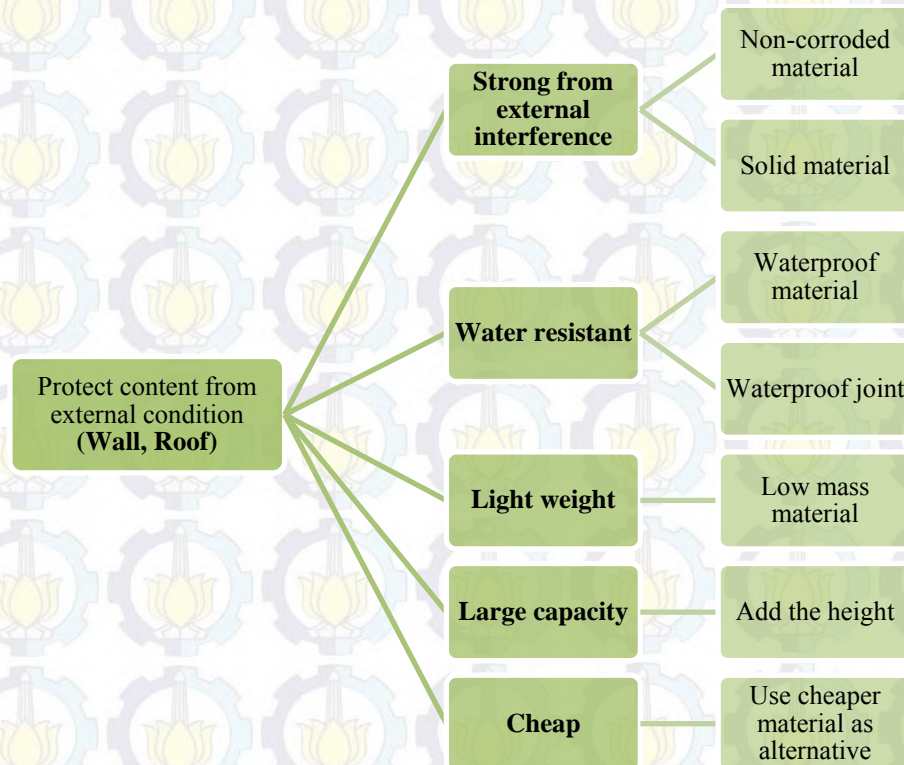 Protect content from
external condition
(Wall, Roof)
Strong from
external
interference
Non-corroded
material
Solid material
Water resistant
Waterproof
material
Waterproof joint
Light weight
Low mass
material
Large capacity
Add the height
Cheap
Use cheaper
material as
alternative